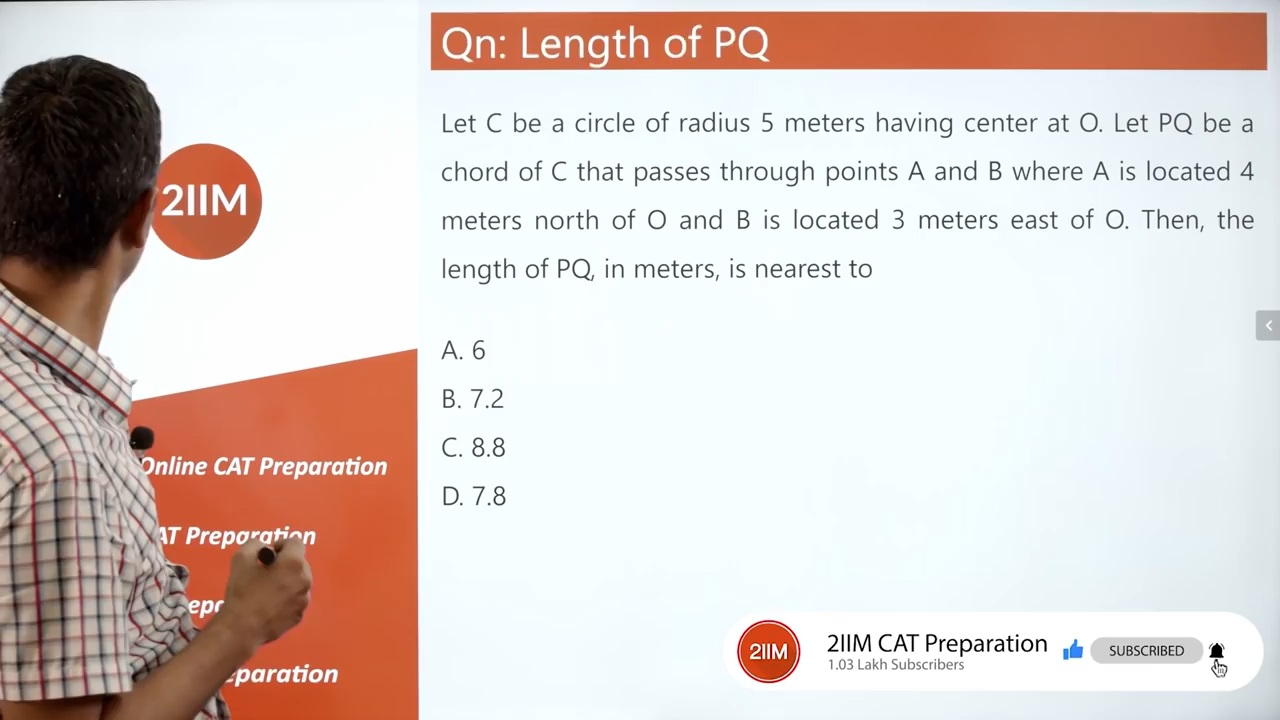 Qn: Length of PQ
2IIM
Let C be a circle of radius 5 meters having center at O. Let PQ be a
chord of C that passes through points A and B where A is located 4
meters north of O and B is located 3 meters east of O. Then, the
length of PQ, in meters, is nearest to
A. 6
B. 7.2
C. 8.8
D. 7.8
Online CAT Preparation
AT Preparation
eparation
2IIM
2IIM CAT Preparation
1.03 Lakh Subscribers
SUBSCRIBED